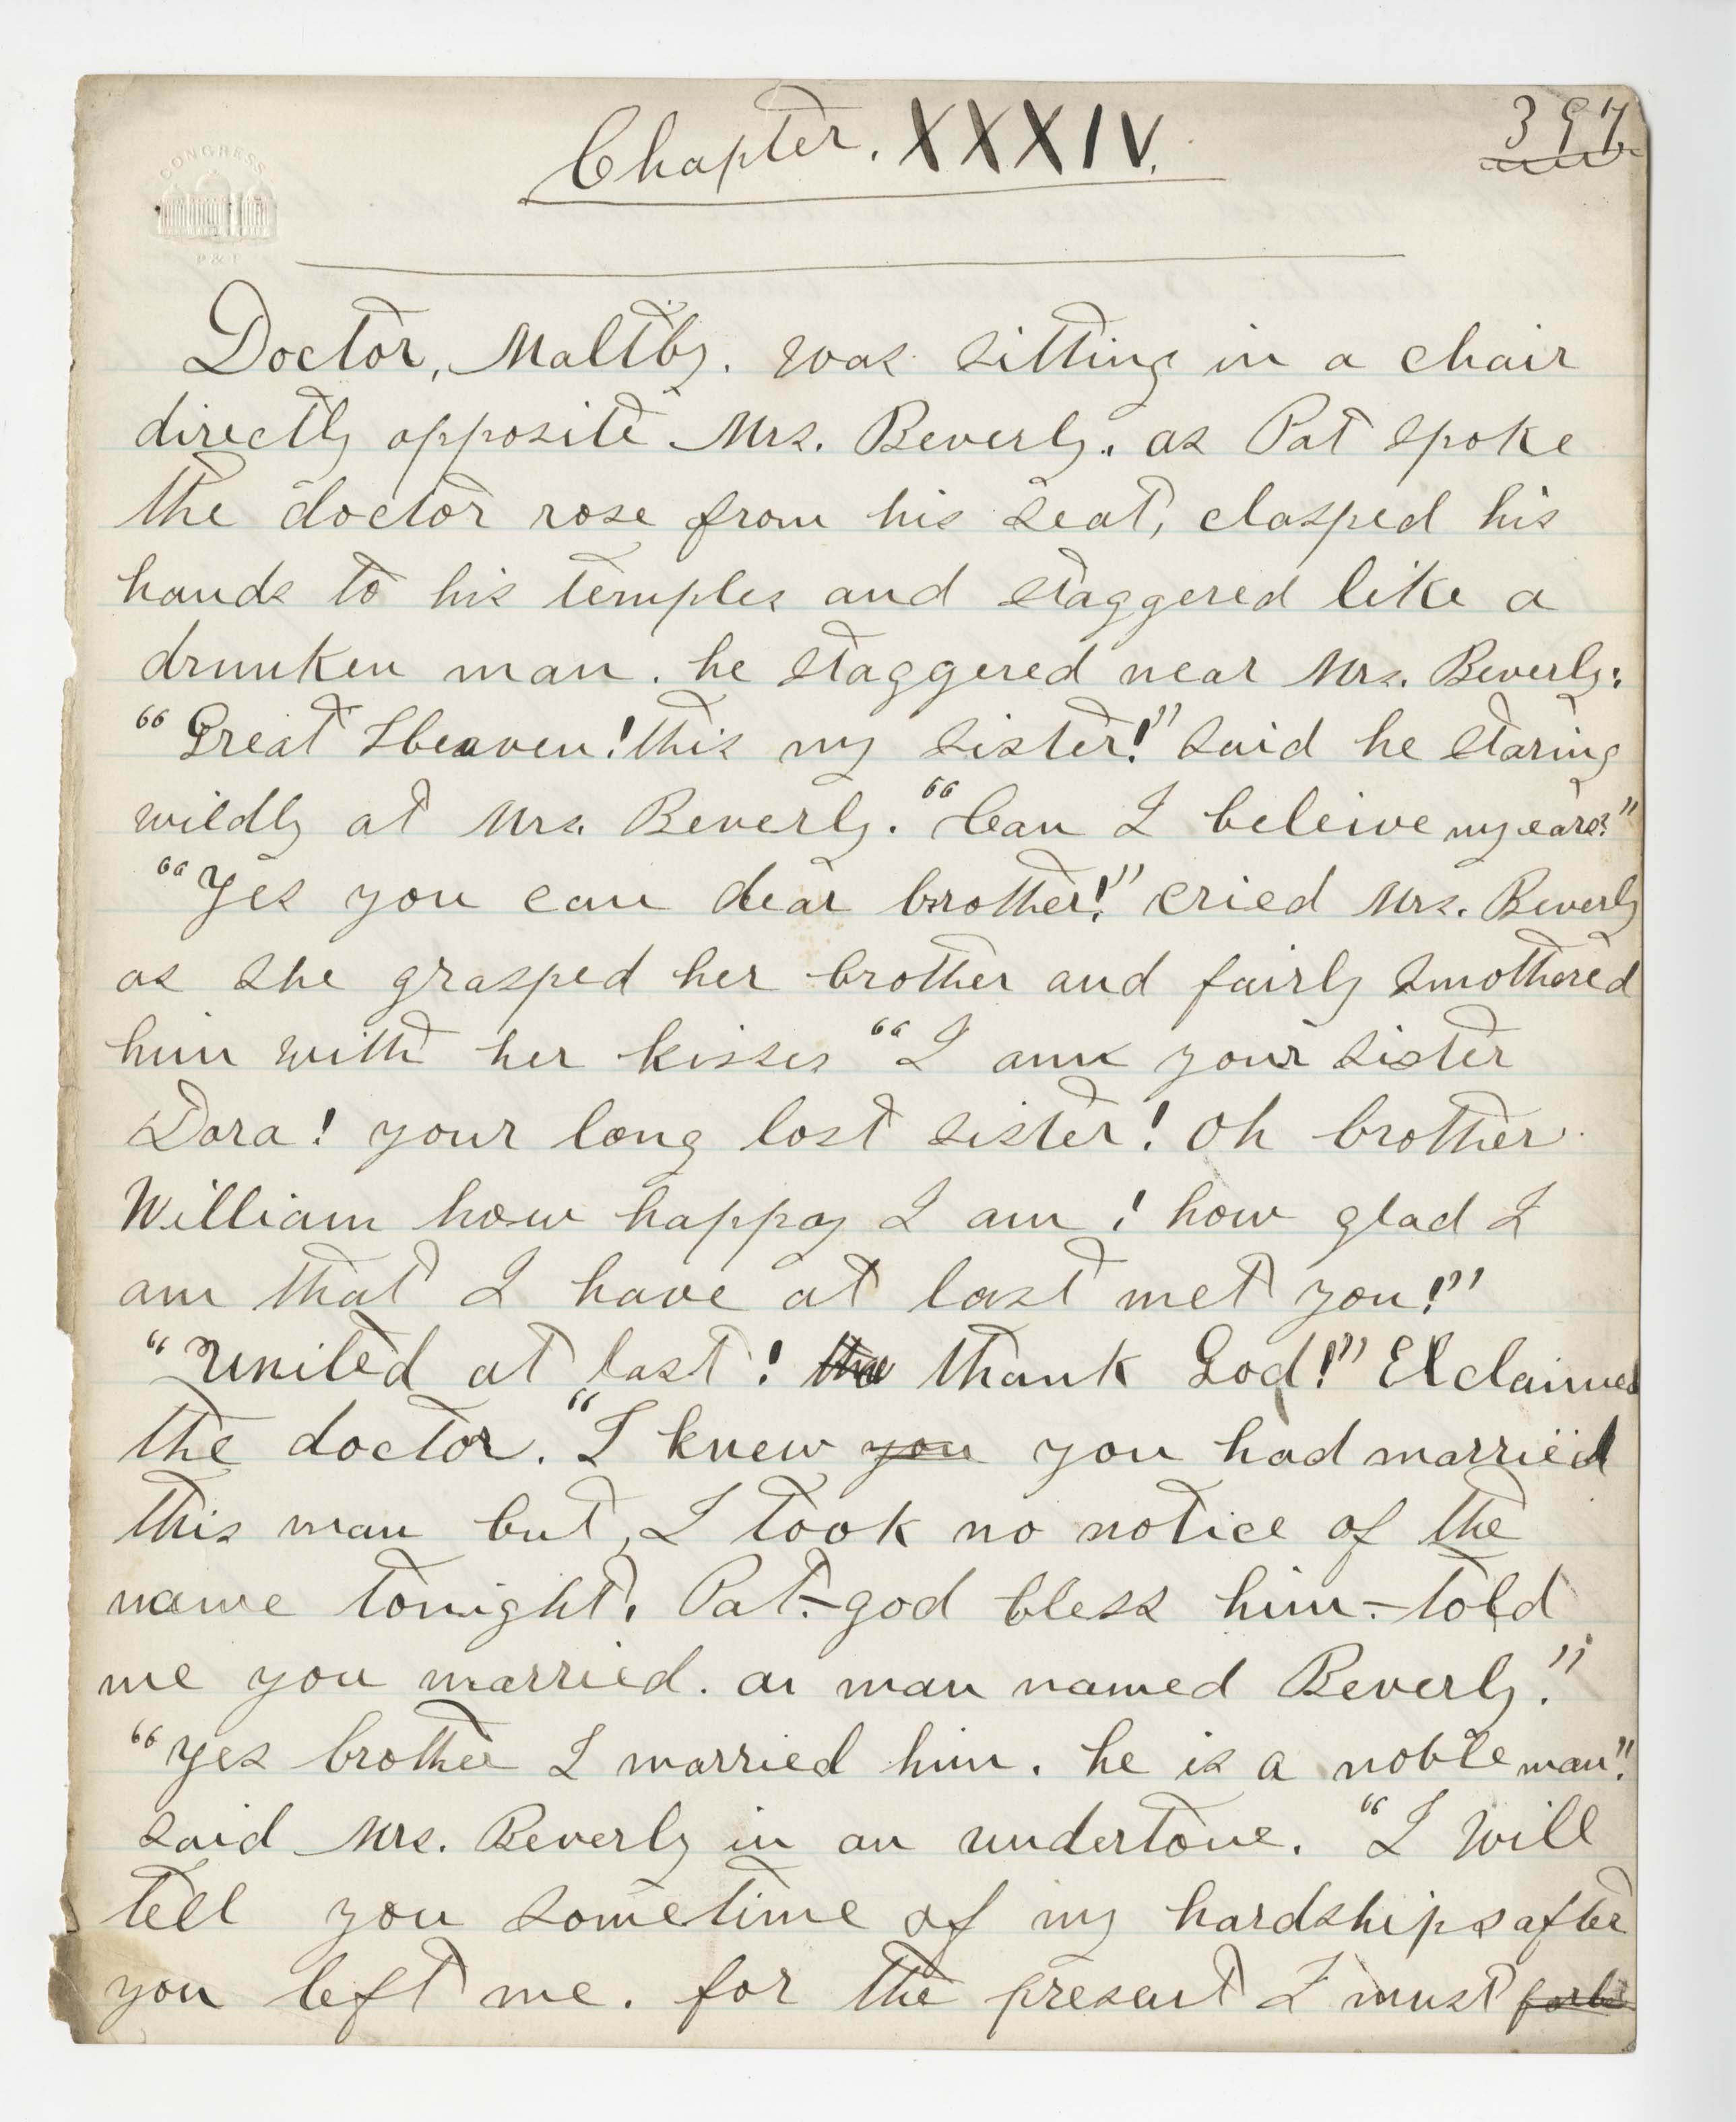 Chapter. XXXIV.
397
CONGRESS
P & P
Doctor, Maltby. was sitting in a chair
directly opposite Mrs. Beverly. as Pat spoke
the doctor rose from his seat, clasped his
hands to his temples and staggered like a
drunken man. he staggered near Mrs. Beverly:
"Great Heaven! this my sister!" said he staring
wildly at Mrs. Beverly. "Can I beleive my ears?"
"Yes you can dear brother!" cried Mrs. Beverly
as she grasped her brother and fairly smothered
him with her kisses "I am your sister
Dora! your long lost sister! Oh brother
William how happy I am! how glad I
am that I have at last met you!"
"United at last! tha thank God!" Exclaimed
the doctor. "I knew you you had married
this man but, I took no notice of the
name tonight. Pat-god bless him-told
me you married. a man named Beverly."
"Yes brother I married him. he is a noble man".
said Mrs. Beverly in an undertone. "I will
tell you sometime of my hardships after
you left me. for the present I must forbe